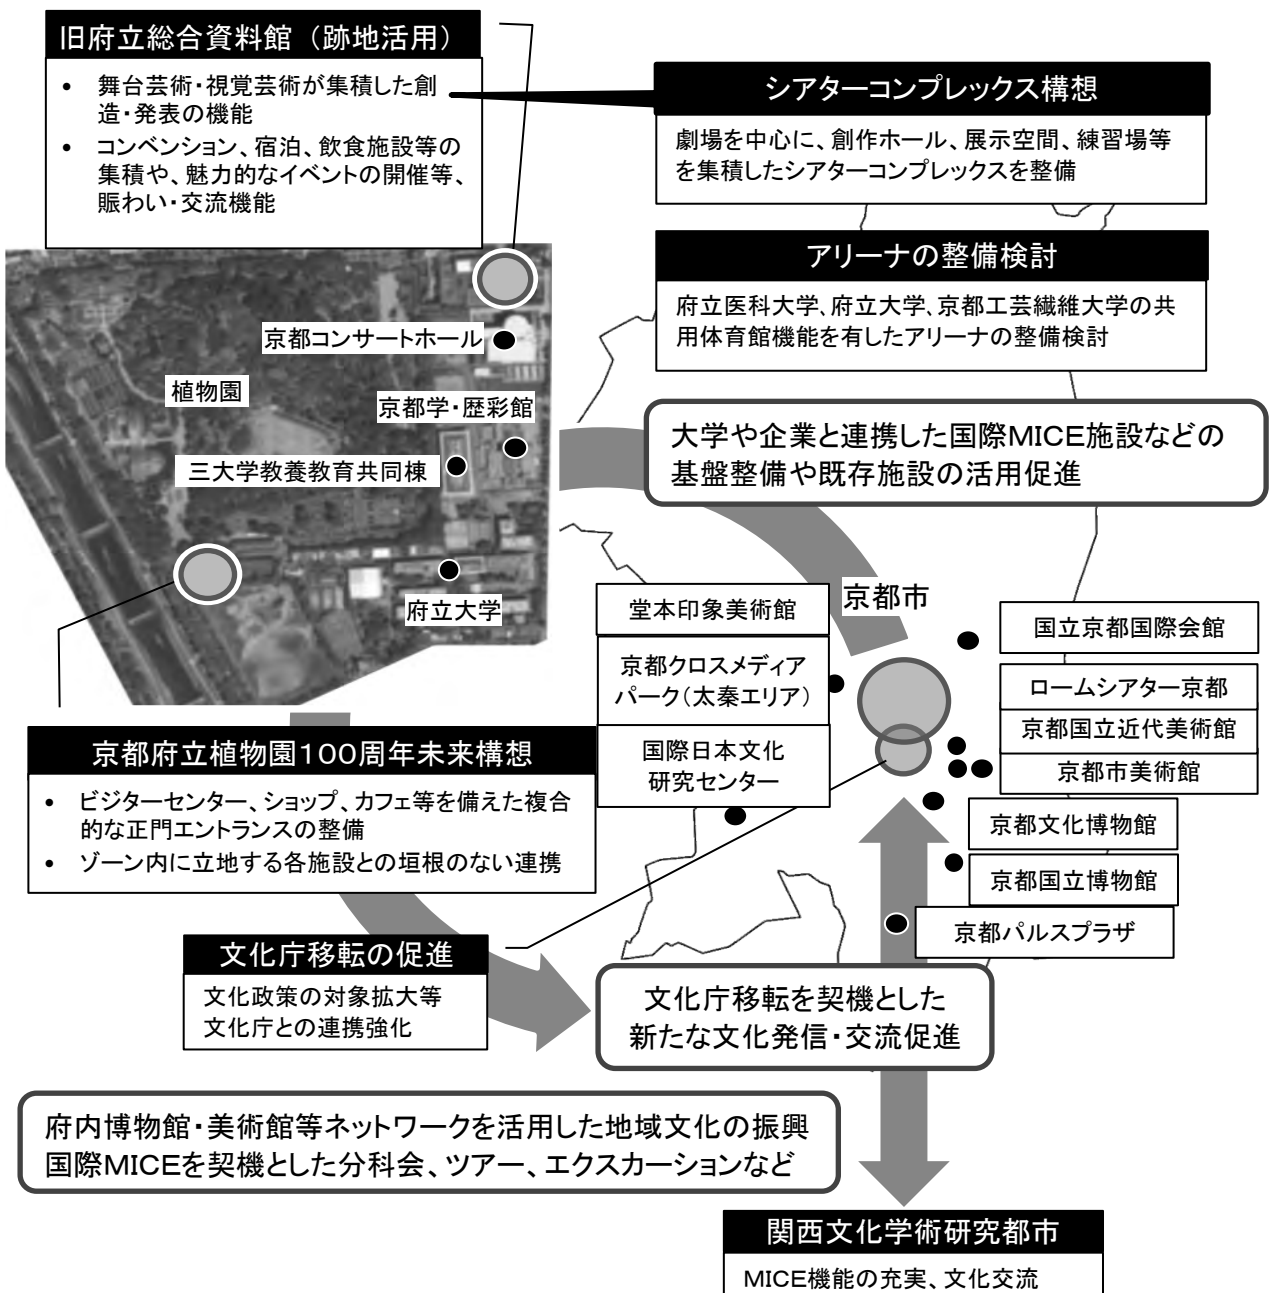 旧府立総合資料館（跡地活用）
• 舞台芸術・視覚芸術が集積した創
造・発表の機能
• コンベンション、宿泊、飲食施設等の
集積や、魅力的なイベントの開催等、
賑わい・交流機能
シアターコンプレックス構想
劇場を中心に、創作ホール、展示空間、練習場等
を集積したシアターコンプレックスを整備
アリーナの整備検討
府立医科大学、府立大学、京都工芸繊維大学の共
用体育館機能を有したアリーナの整備検討
京都コンサートホール
植物園
京都学・歴彩館
三大学教養教育共同棟
府立大学
大学や企業と連携した国際MICE施設などの
基盤整備や既存施設の活用促進
京都市
堂本印象美術館
京都クロスメディア
パーク（太秦エリア）
国際日本文化
研究センター
国立京都国際会館
ロームシアター京都
京都国立近代美術館
京都市美術館
京都文化博物館
京都国立博物館
京都パルスプラザ
京都府立植物園100周年未来構想
• ビジターセンター、ショップ、カフェ等を備えた複合
的な正門エントランスの整備
• ゾーン内に立地する各施設との垣根のない連携
文化庁移転の促進
文化政策の対象拡大等
文化庁との連携強化
文化庁移転を契機とした
新たな文化発信・交流促進
府内博物館・美術館等ネットワークを活用した地域文化の振興
国際MICEを契機とした分科会、ツアー、エクスカーションなど
関西文化学術研究都市
MICE機能の充実、文化交流